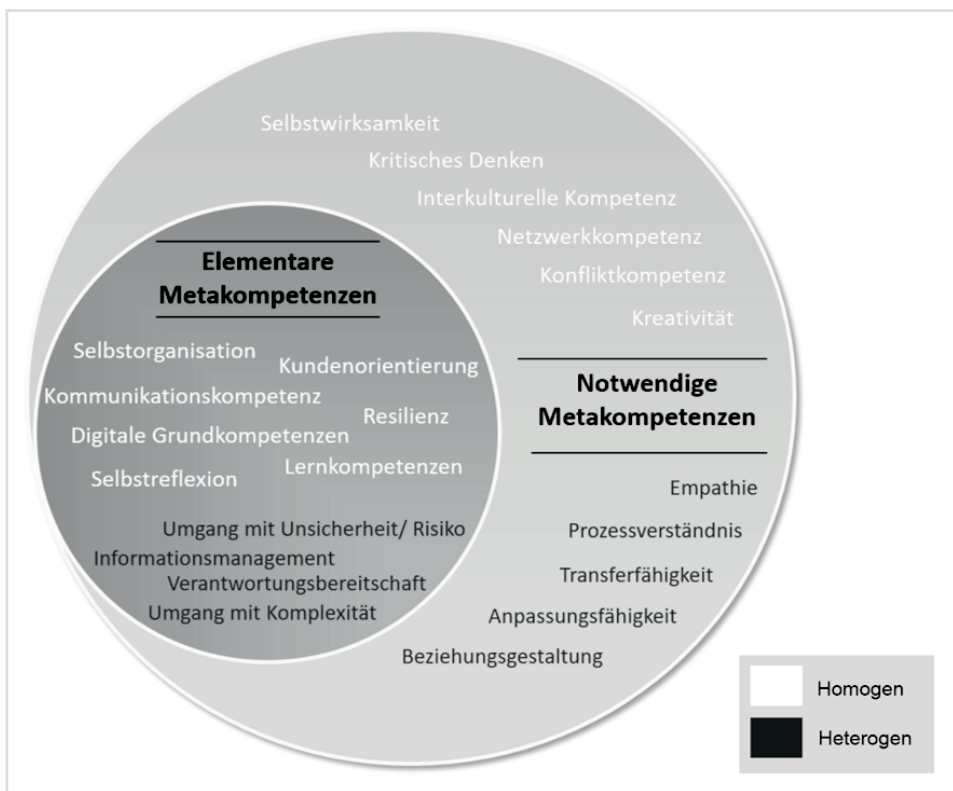 Selbstwirksamkeit
Kritisches Denken
Interkulturelle Kompetenz
Netzwerkkompetenz
Konfliktkompetenz
Kreativität
Elementare
Metakompetenzen
Selbstorganisation
Kundenorientierung
Kommunikationskompetenz
Resilienz
Digitale Grundkompetenzen
Lernkompetenzen
Selbstreflexion
Umgang mit Unsicherheit/ Risiko
Informationsmanagement
Verantwortungsbereitschaft
Umgang mit Komplexität
Notwendige
Metakompetenzen
Empathie
Prozessverständnis
Transferfähigkeit
Anpassungsfähigkeit
Beziehungsgestaltung
Homogen
Heterogen